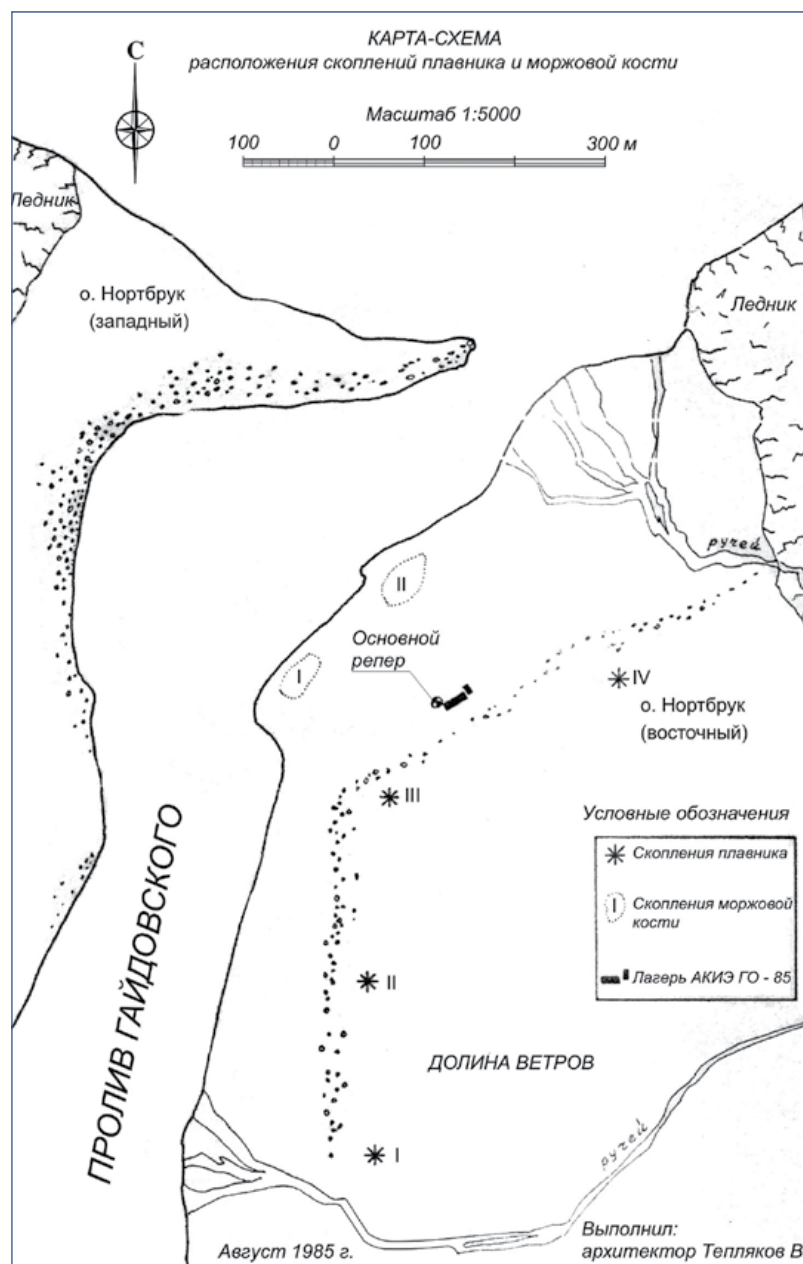 КАРТА-СХЕМА
расположения скоплений плавника и моржовой кости
С
Масштаб 1:5000
100 0 100 300 м
Ледник
о. Нортбрук
(западный)
Ледник
ручей
II
Основной
репер
I
IV
о. Нортбрук
(восточный)
III
Условные обозначения
Скопления плавника
I
Скопления моржовой
кости
Лагерь АКИЭ ГО - 85
ПРОЛИВ ГАЙДОВСКОГО
II
ДОЛИНА ВЕТРОВ
I
ручей
Август 1985 г.
Выполнил:
архитектор Тепляков В